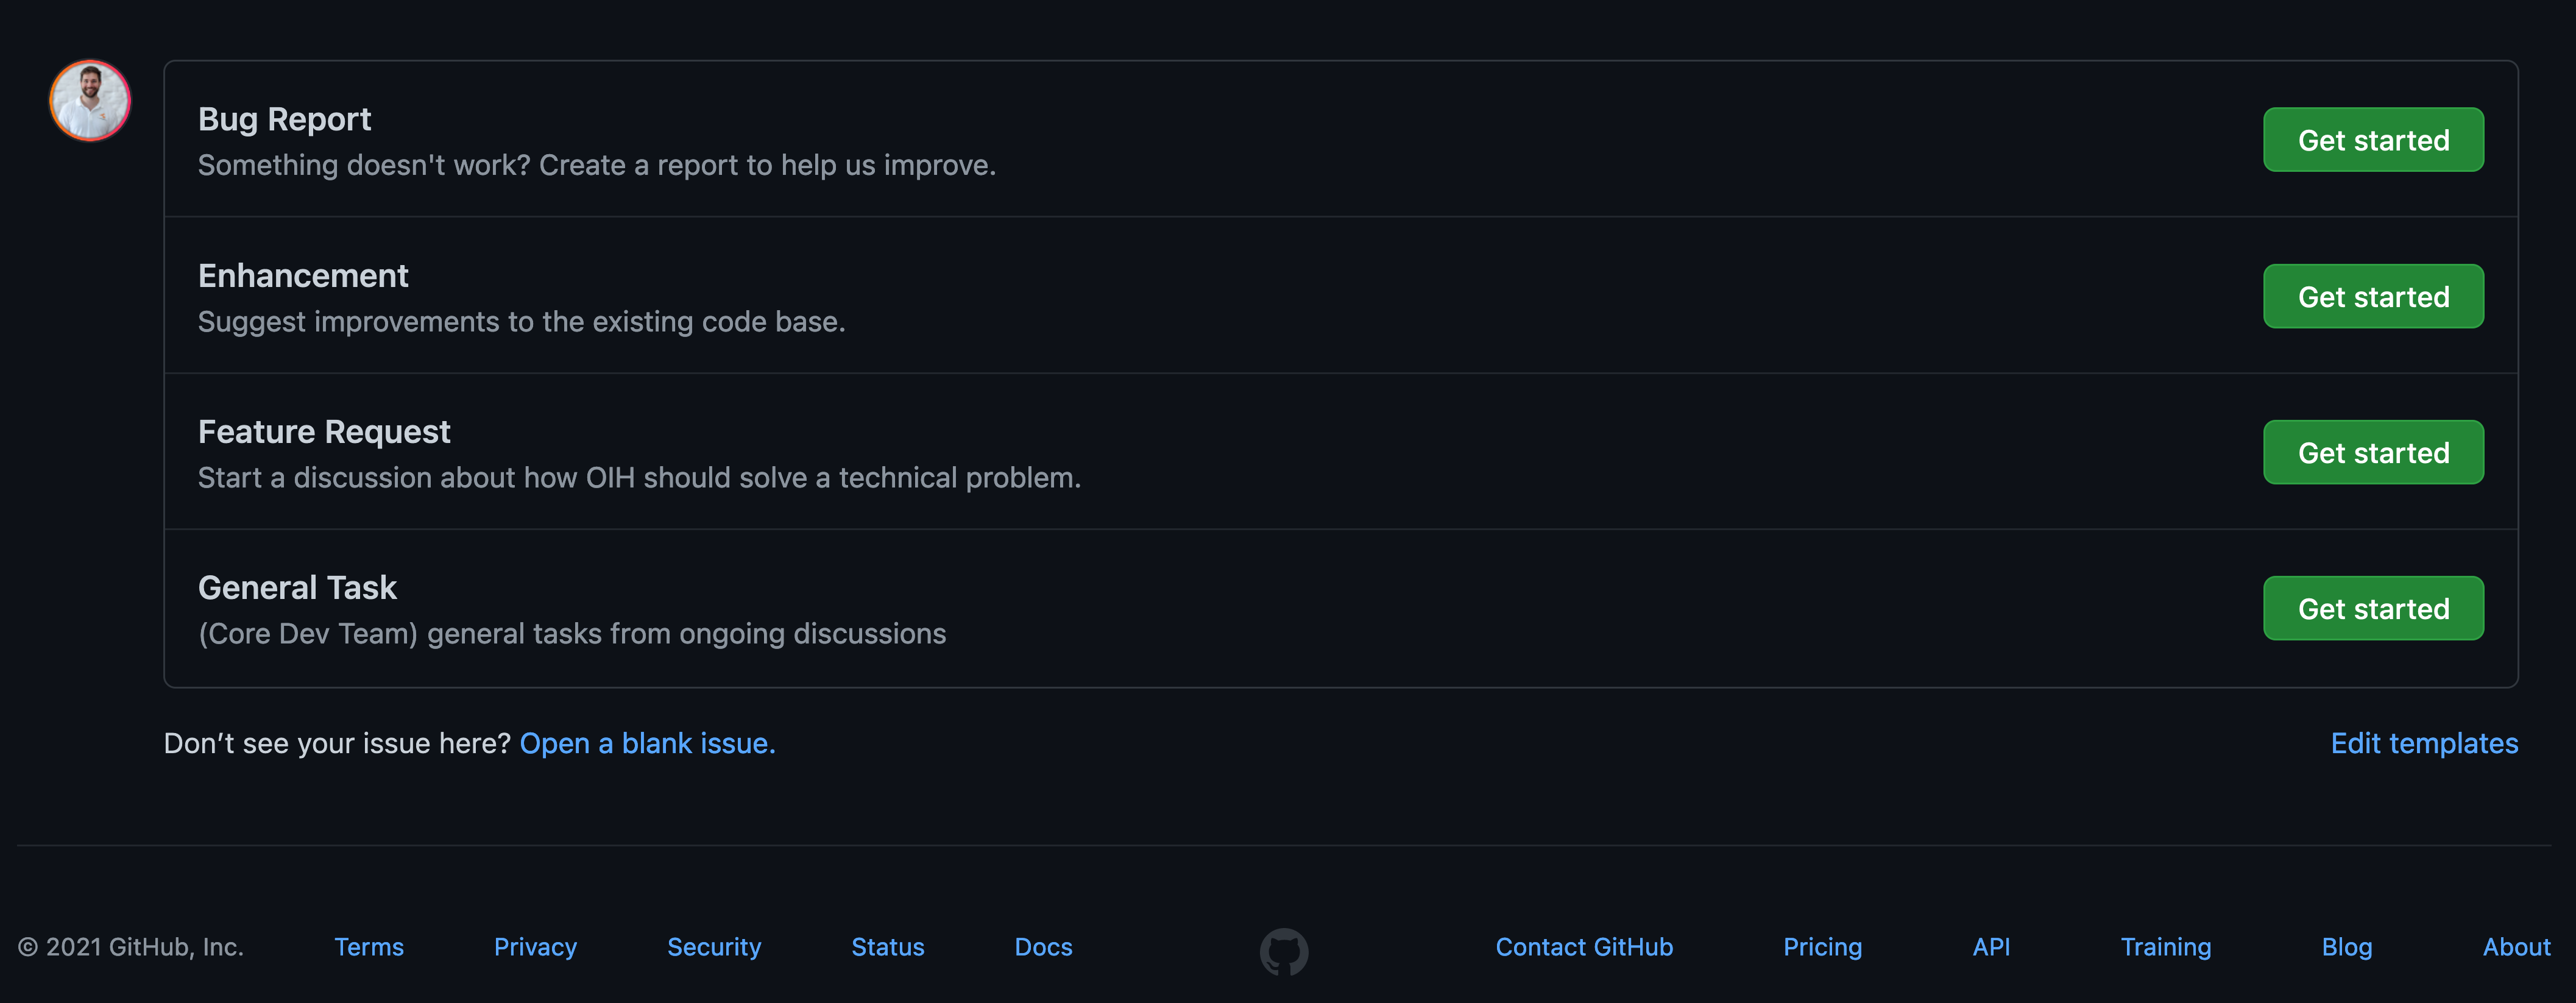 Bug Report
Something doesn't work? Create a report to help us improve.
Get started
Enhancement
Suggest improvements to the existing code base.
Get started
Feature Request
Start a discussion about how OIH should solve a technical problem.
Get started
General Task
(Core Dev Team) general tasks from ongoing discussions
Get started
Don’t see your issue here? Open a blank issue. Edit templates
© 2021 GitHub, Inc. Terms Privacy Security Status Docs Contact GitHub Pricing API Training Blog About